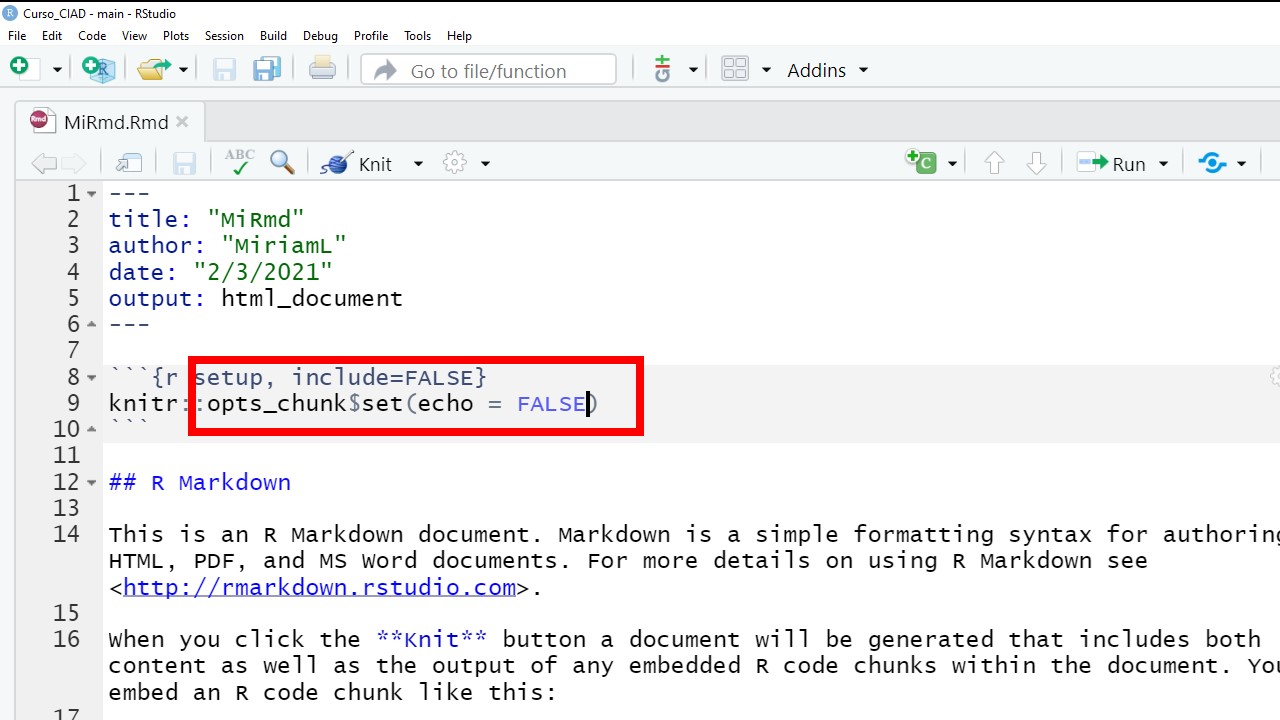 Curso_CIAD - main - RStudio
File Edit Code View Plots Session Build Debug Profile Tools Help
Go to file/function
Addins
MiRmd.Rmd
ABC Knit Run
1 ---
2 title: "MiRmd"
3 author: "MiriamL"
4 date: "2/3/2021"
5 output: html_document
6 ---
7
8 ```{r setup, include=FALSE}
9 knitr::opts_chunk$set(echo = FALSE)
10 ```
11
12 ## R Markdown
13
14 This is an R Markdown document. Markdown is a simple formatting syntax for authoring
HTML, PDF, and MS Word documents. For more details on using R Markdown see
<http://rmarkdown.rstudio.com>.
15
16 When you click the **Knit** button a document will be generated that includes both
content as well as the output of any embedded R code chunks within the document. You
embed an R code chunk like this:
17